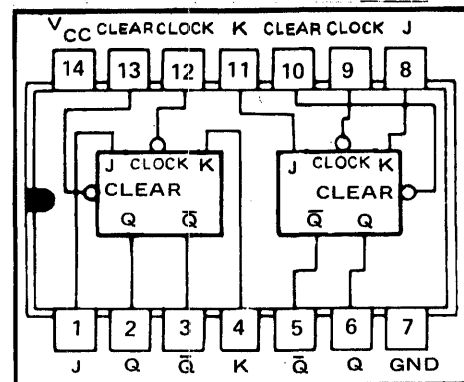 VCC CLEAR CLOCK K CLEAR CLOCK J
14 13 12 11 10 9 8
J CLOCK K J CLOCK K
CLEAR CLEAR
Q Q̅ Q̅ Q
1 2 3 4 5 6 7
J Q Q̅ K Q̅ Q GND